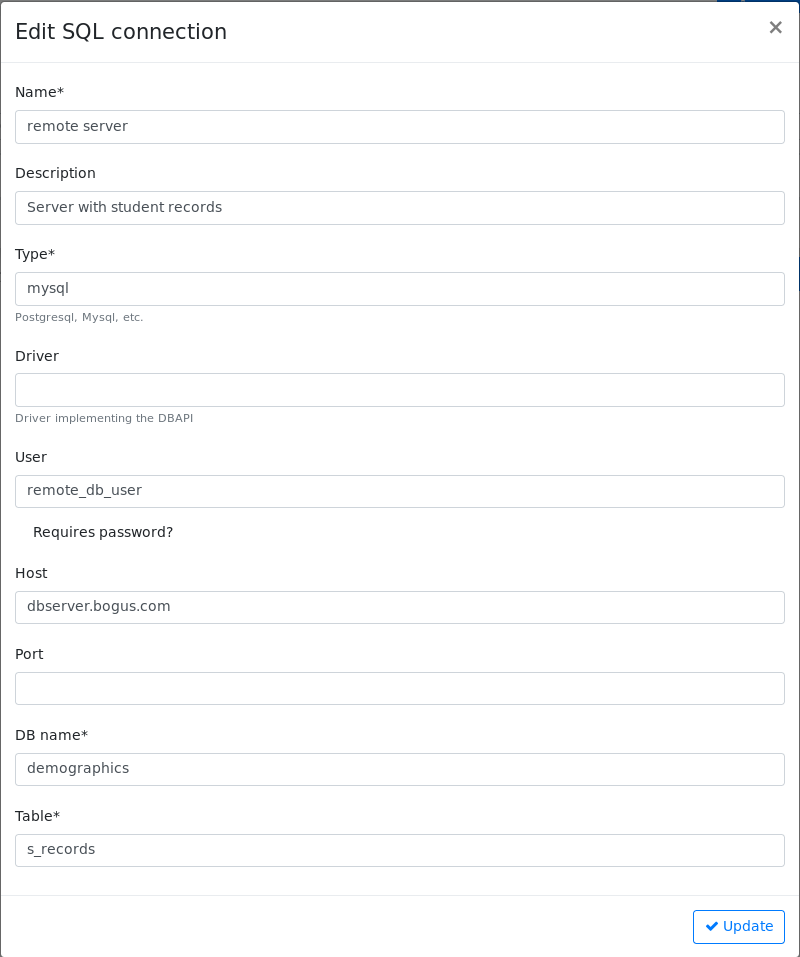 Edit SQL connection
×
Name*
remote server
Description
Server with student records
Type*
mysql
Postgresql, Mysql, etc.
Driver
Driver implementing the DBAPI
User
remote_db_user
Requires password?
Host
dbserver.bogus.com
Port
DB name*
demographics
Table*
s_records
Update